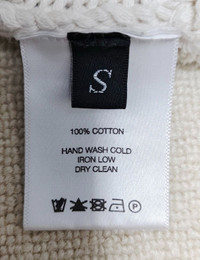 S
100% COTTON
HAND WASH COLD
IRON LOW
DRY CLEAN
P